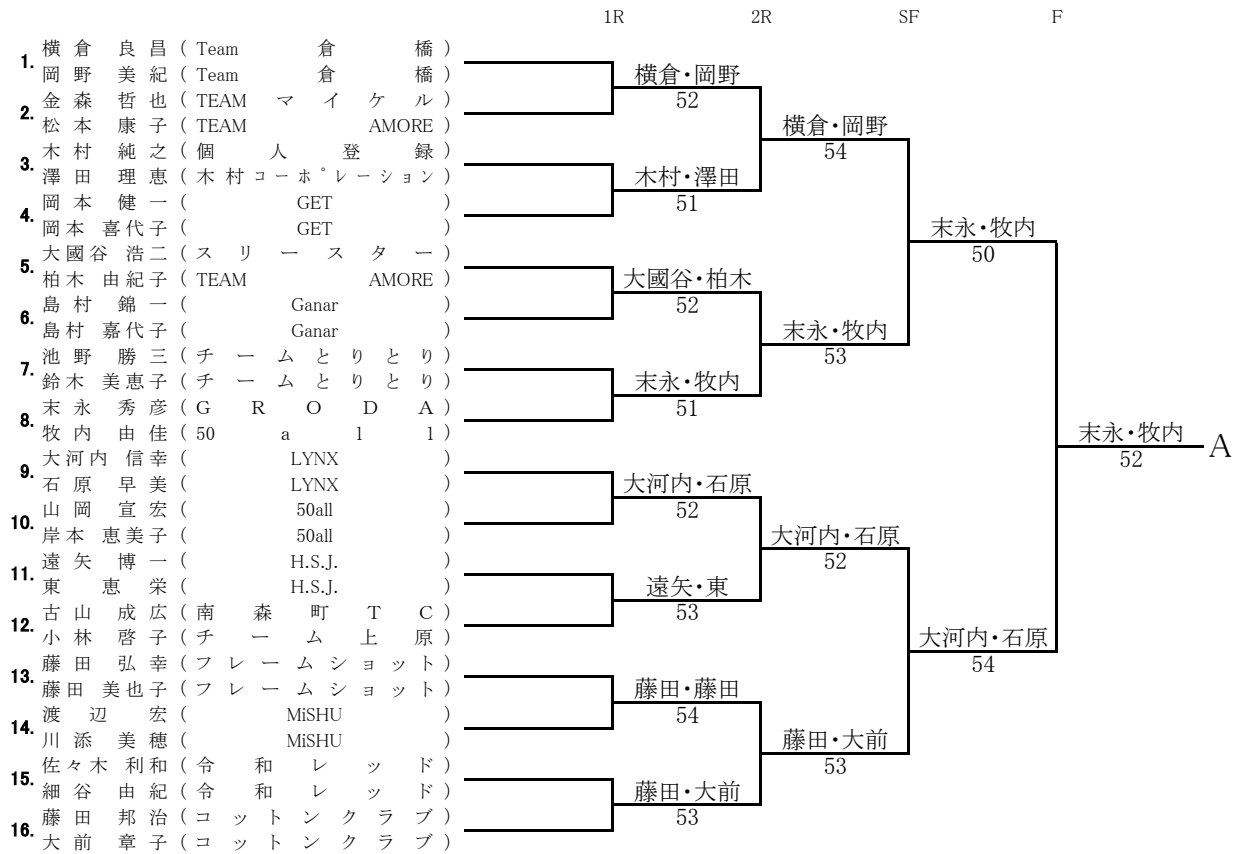 1R 2R SF F
1. 横倉 良昌 (Team 倉橋)
岡野 美紀 (Team 倉橋)
2. 金森 哲也 (TEAM マイケル)
松本 康子 (TEAM AMORE)
3. 木村 純之 (個人登録)
澤田 理恵 (木村コーポレーション)
4. 岡本 健一 (GET)
岡本 喜代子 (GET)
5. 大國谷 浩二 (スリースター)
柏木 由紀子 (TEAM AMORE)
6. 島村 錦一 (Ganar)
島村 嘉代子 (Ganar)
7. 池野 勝三 (チームとりとり)
鈴木 美恵子 (チームとりとり)
8. 末永 秀彦 (GRODA)
牧内 由佳 (50all)
9. 大河内 信幸 (LYNX)
石原 早美 (LYNX)
10. 山岡 宣宏 (50all)
岸本 恵美子 (50all)
11. 遠矢 博一 (H.S.J.)
東 恵栄 (H.S.J.)
12. 古山 成広 (南森町TC)
小林 啓子 (チーム上原)
13. 藤田 弘幸 (フレームショット)
藤田 美也子 (フレームショット)
14. 渡辺 宏 (MiSHU)
川添 美穂 (MiSHU)
15. 佐々木 利和 (令和レッド)
細谷 由紀 (令和レッド)
16. 藤田 邦治 (コットンクラブ)
大前 章子 (コットンクラブ)
横倉・岡野
52
木村・澤田
51
大國谷・柏木
52
末永・牧内
51
大河内・石原
52
遠矢・東
53
藤田・藤田
54
藤田・大前
53
横倉・岡野
54
末永・牧内
53
大河内・石原
52
藤田・大前
53
末永・牧内
50
大河内・石原
54
末永・牧内
52
A